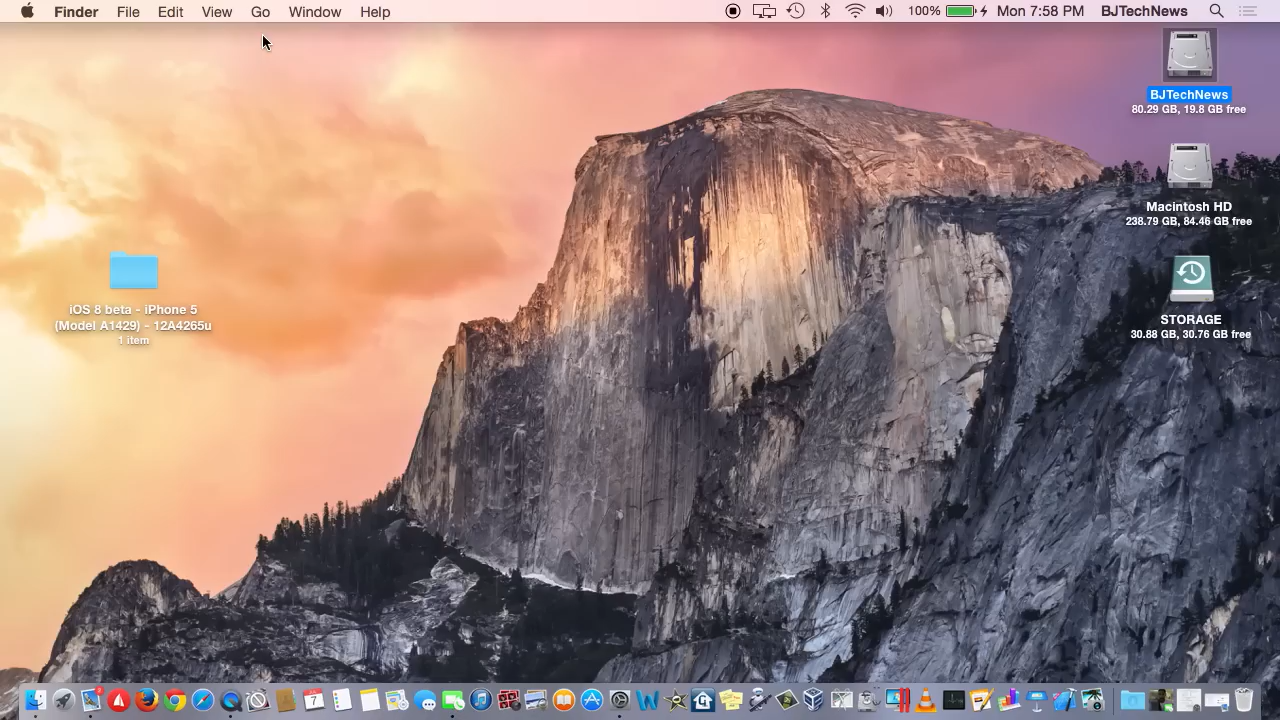 Finder File Edit View Go Window Help 100% Mon 7:58 PM BJTechNews
BJTechNews
80.29 GB, 19.8 GB free
Macintosh HD
238.79 GB, 84.46 GB free
iOS 8 beta - iPhone 5
(Model A1429) - 12A4265u
1 item
STORAGE
30.88 GB, 30.76 GB free
7